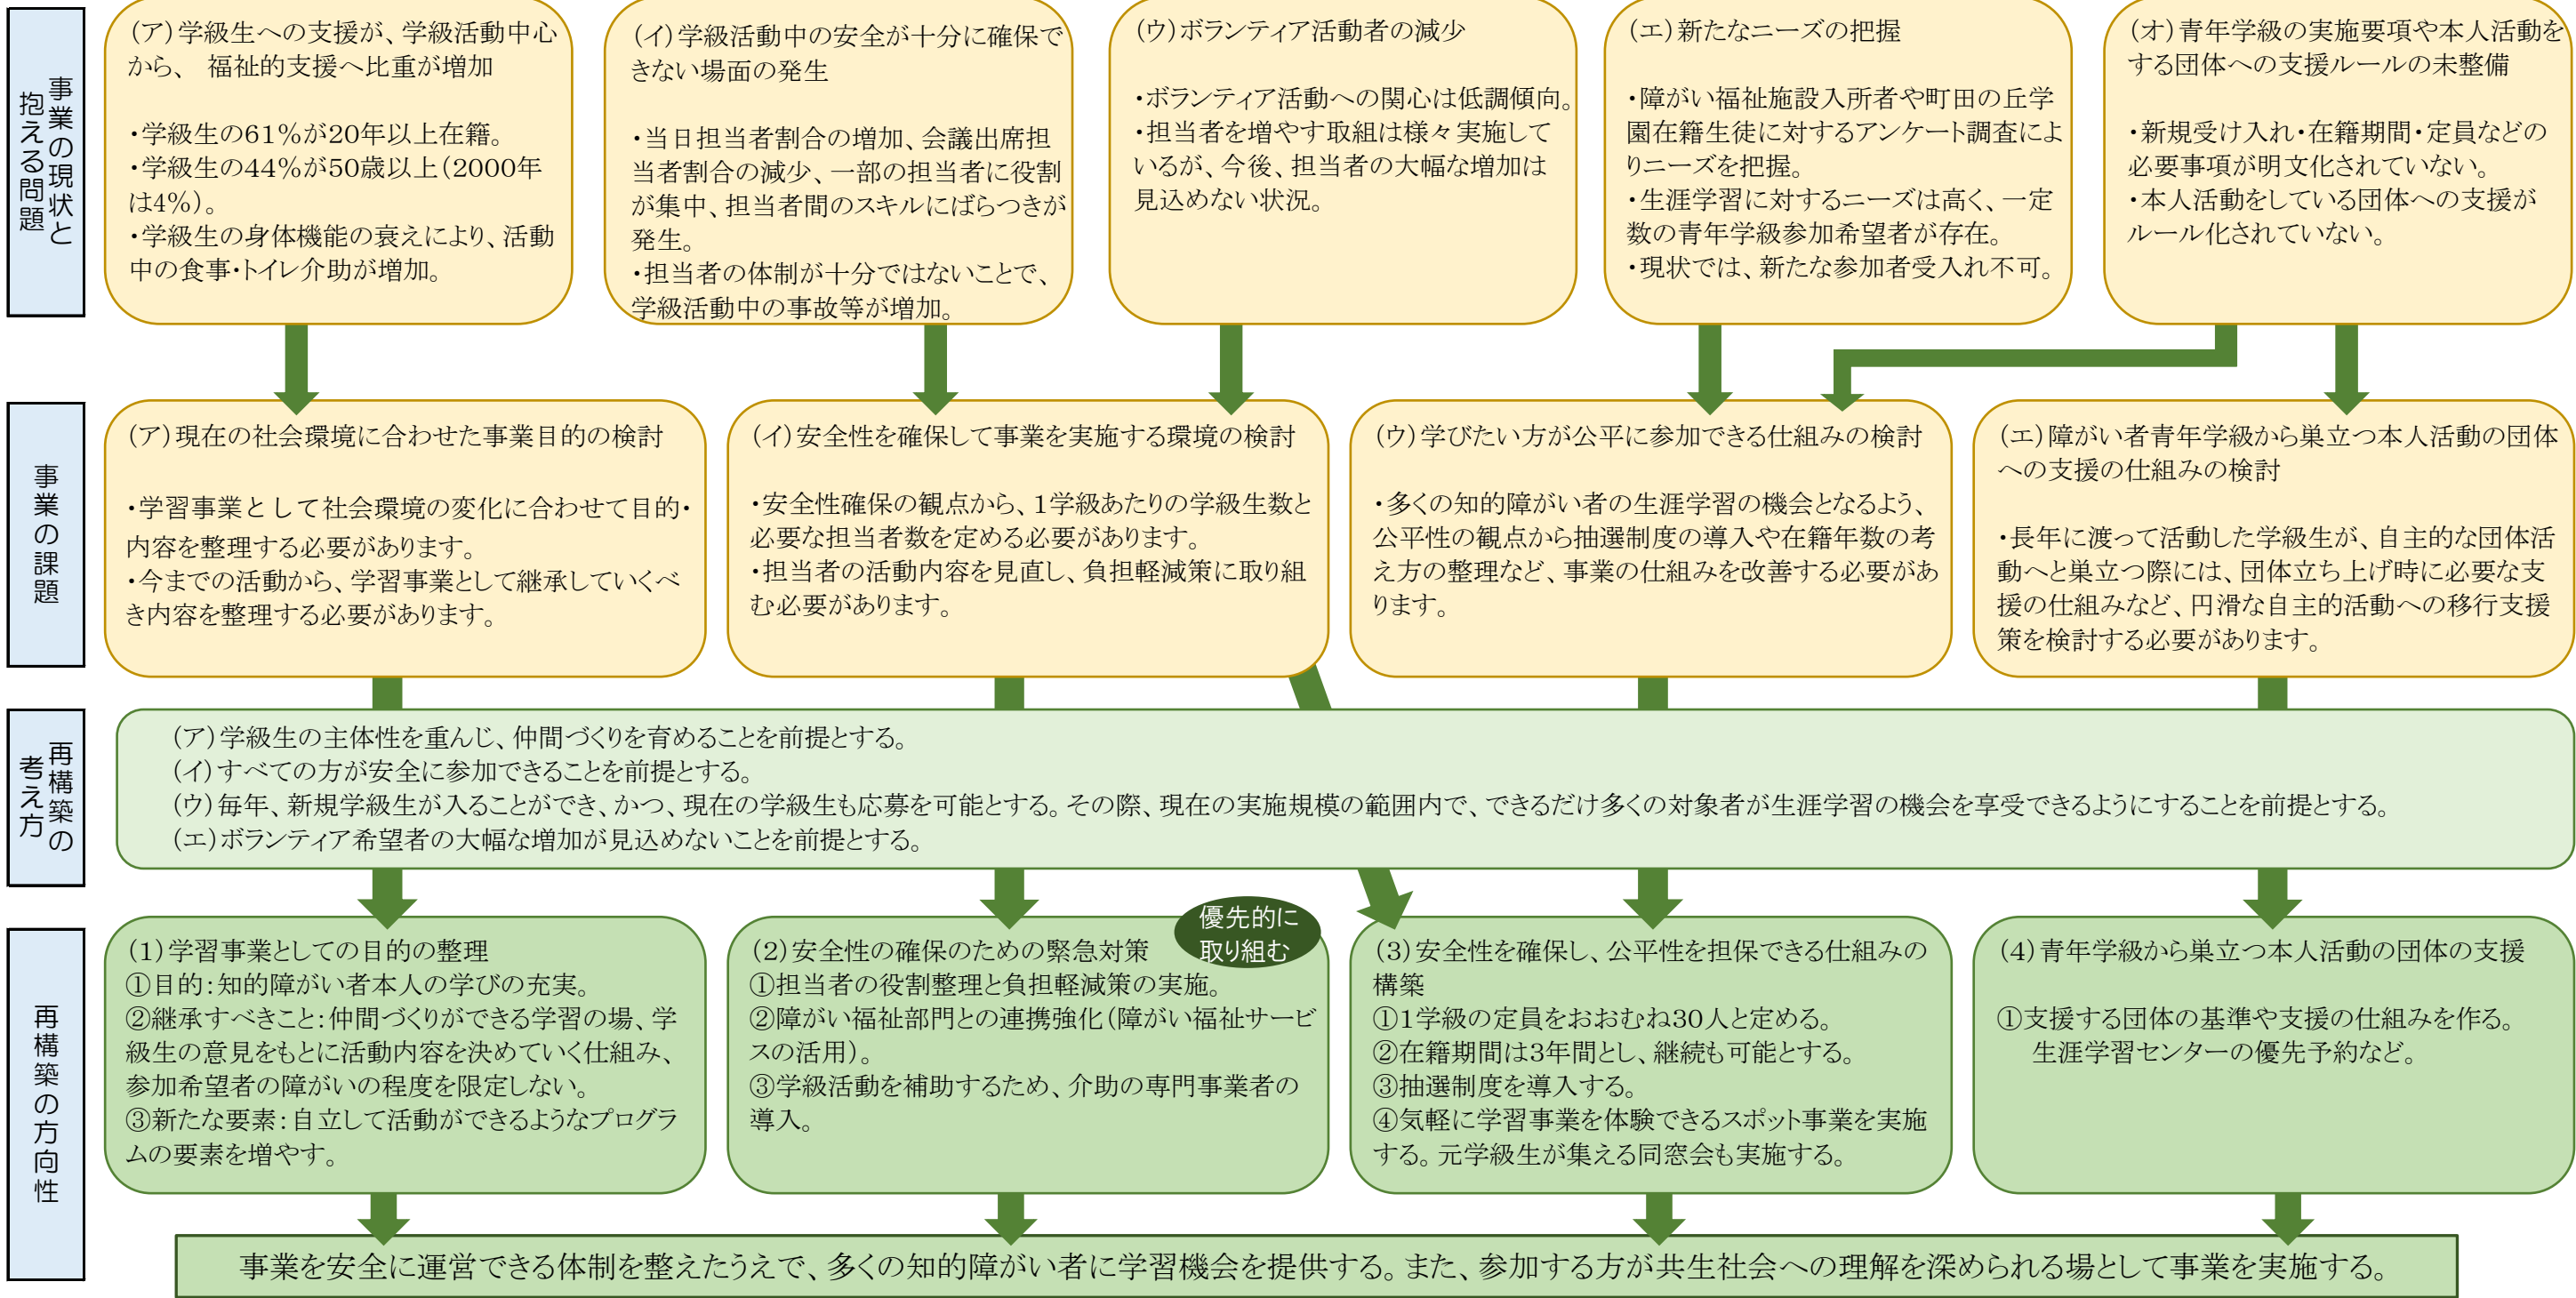 事業の現状と
抱える問題
(ア)学級生への支援が、学級活動中心
から、 福祉的支援へ比重が増加
・学級生の61%が20年以上在籍。
・学級生の44%が50歳以上(2000年
は4%)。
・学級生の身体機能の衰えにより、活動
中の食事・トイレ介助が増加。
(イ)学級活動中の安全が十分に確保で
きない場面の発生
・当日担当者割合の増加、会議出席担
当者割合の減少、一部の担当者に役割
が集中、担当者間のスキルにばらつきが
発生。
・担当者の体制が十分ではないことで、
学級活動中の事故等が増加。
(ウ)ボランティア活動者の減少
・ボランティア活動への関心は低調傾向。
・担当者を増やす取組は様々実施して
いるが、今後、担当者の大幅な増加は
見込めない状況。
(エ)新たなニーズの把握
・障がい福祉施設入所者や町田の丘学
園在籍生徒に対するアンケート調査によ
りニーズを把握。
・生涯学習に対するニーズは高く、一定
数の青年学級参加希望者が存在。
・現状では、新たな参加者受入れ不可。
(オ)青年学級の実施要項や本人活動を
する団体への支援ルールの未整備
・新規受け入れ・在籍期間・定員などの
必要事項が明文化されていない。
・本人活動をしている団体への支援が
ルール化されていない。
事業の課題
(ア)現在の社会環境に合わせた事業目的の検討
・学習事業として社会環境の変化に合わせて目的・
内容を整理する必要があります。
・今までの活動から、学習事業として継承していくべ
き内容を整理する必要があります。
(イ)安全性を確保して事業を実施する環境の検討
・安全性確保の観点から、1学級あたりの学級生数と
必要な担当者数を定める必要があります。
・担当者の活動内容を見直し、負担軽減策に取り組
む必要があります。
(ウ)学びたい方が公平に参加できる仕組みの検討
・多くの知的障がい者の生涯学習の機会となるよう、
公平性の観点から抽選制度の導入や在籍年数の考
え方の整理など、事業の仕組みを改善する必要があ
ります。
(エ)障がい者青年学級から巣立つ本人活動の団体
への支援の仕組みの検討
・長年に渡って活動した学級生が、自主的な団体活
動へと巣立つ際には、団体立ち上げ時に必要な支
援の仕組みなど、円滑な自主的活動への移行支援
策を検討する必要があります。
再構築の
考え方
(ア)学級生の主体性を重んじ、仲間づくりを育めることを前提とする。
(イ)すべての方が安全に参加できることを前提とする。
(ウ)毎年、新規学級生が入ることができ、かつ、現在の学級生も応募を可能とする。その際、現在の実施規模の範囲内で、できるだけ多くの対象者が生涯学習の機会を享受できるようにすることを前提とする。
(エ)ボランティア希望者の大幅な増加が見込めないことを前提とする。
再構築の方向性
(1)学習事業としての目的の整理
①目的:知的障がい者本人の学びの充実。
②継承すべきこと:仲間づくりができる学習の場、学
級生の意見をもとに活動内容を決めていく仕組み、
参加希望者の障がいの程度を限定しない。
③新たな要素:自立して活動ができるようなプログラ
ムの要素を増やす。
優先的に
取り組む
(2)安全性の確保のための緊急対策
①担当者の役割整理と負担軽減策の実施。
②障がい福祉部門との連携強化(障がい福祉サービ
スの活用)。
③学級活動を補助するため、介助の専門事業者の
導入。
(3)安全性を確保し、公平性を担保できる仕組みの
構築
①1学級の定員をおおむね30人と定める。
②在籍期間は3年間とし、継続も可能とする。
③抽選制度を導入する。
④気軽に学習事業を体験できるスポット事業を実施
する。元学級生が集える同窓会も実施する。
(4)青年学級から巣立つ本人活動の団体の支援
①支援する団体の基準や支援の仕組みを作る。
生涯学習センターの優先予約など。
事業を安全に運営できる体制を整えたうえで、多くの知的障がい者に学習機会を提供する。また、参加する方が共生社会への理解を深められる場として事業を実施する。